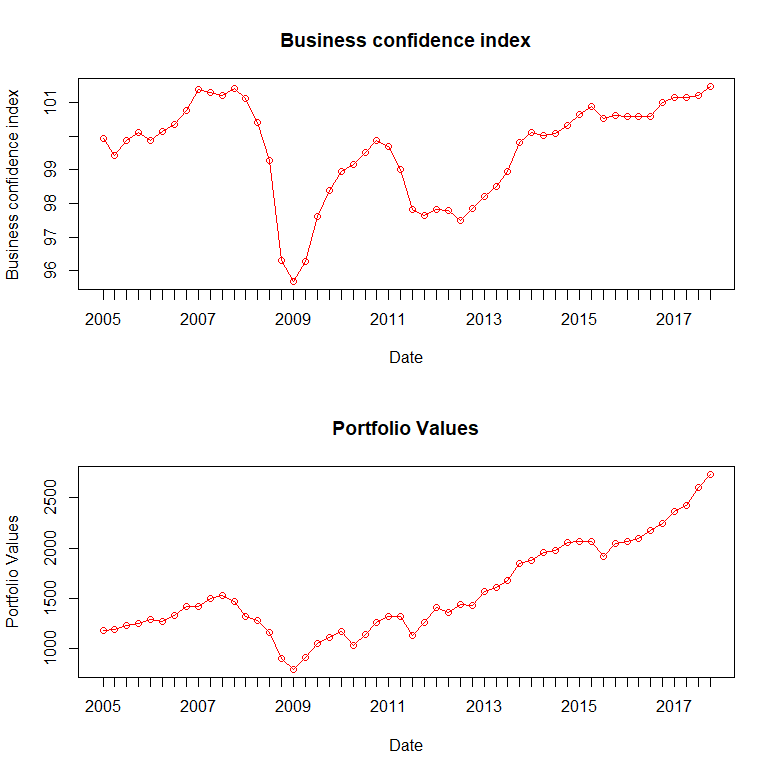 Business confidence index
Business confidence index
101
99
98
97
96
2005 2007 2009 2011 2013 2015 2017
Date
Portfolio Values
Portfolio Values
2500
2000
1500
1000
2005 2007 2009 2011 2013 2015 2017
Date